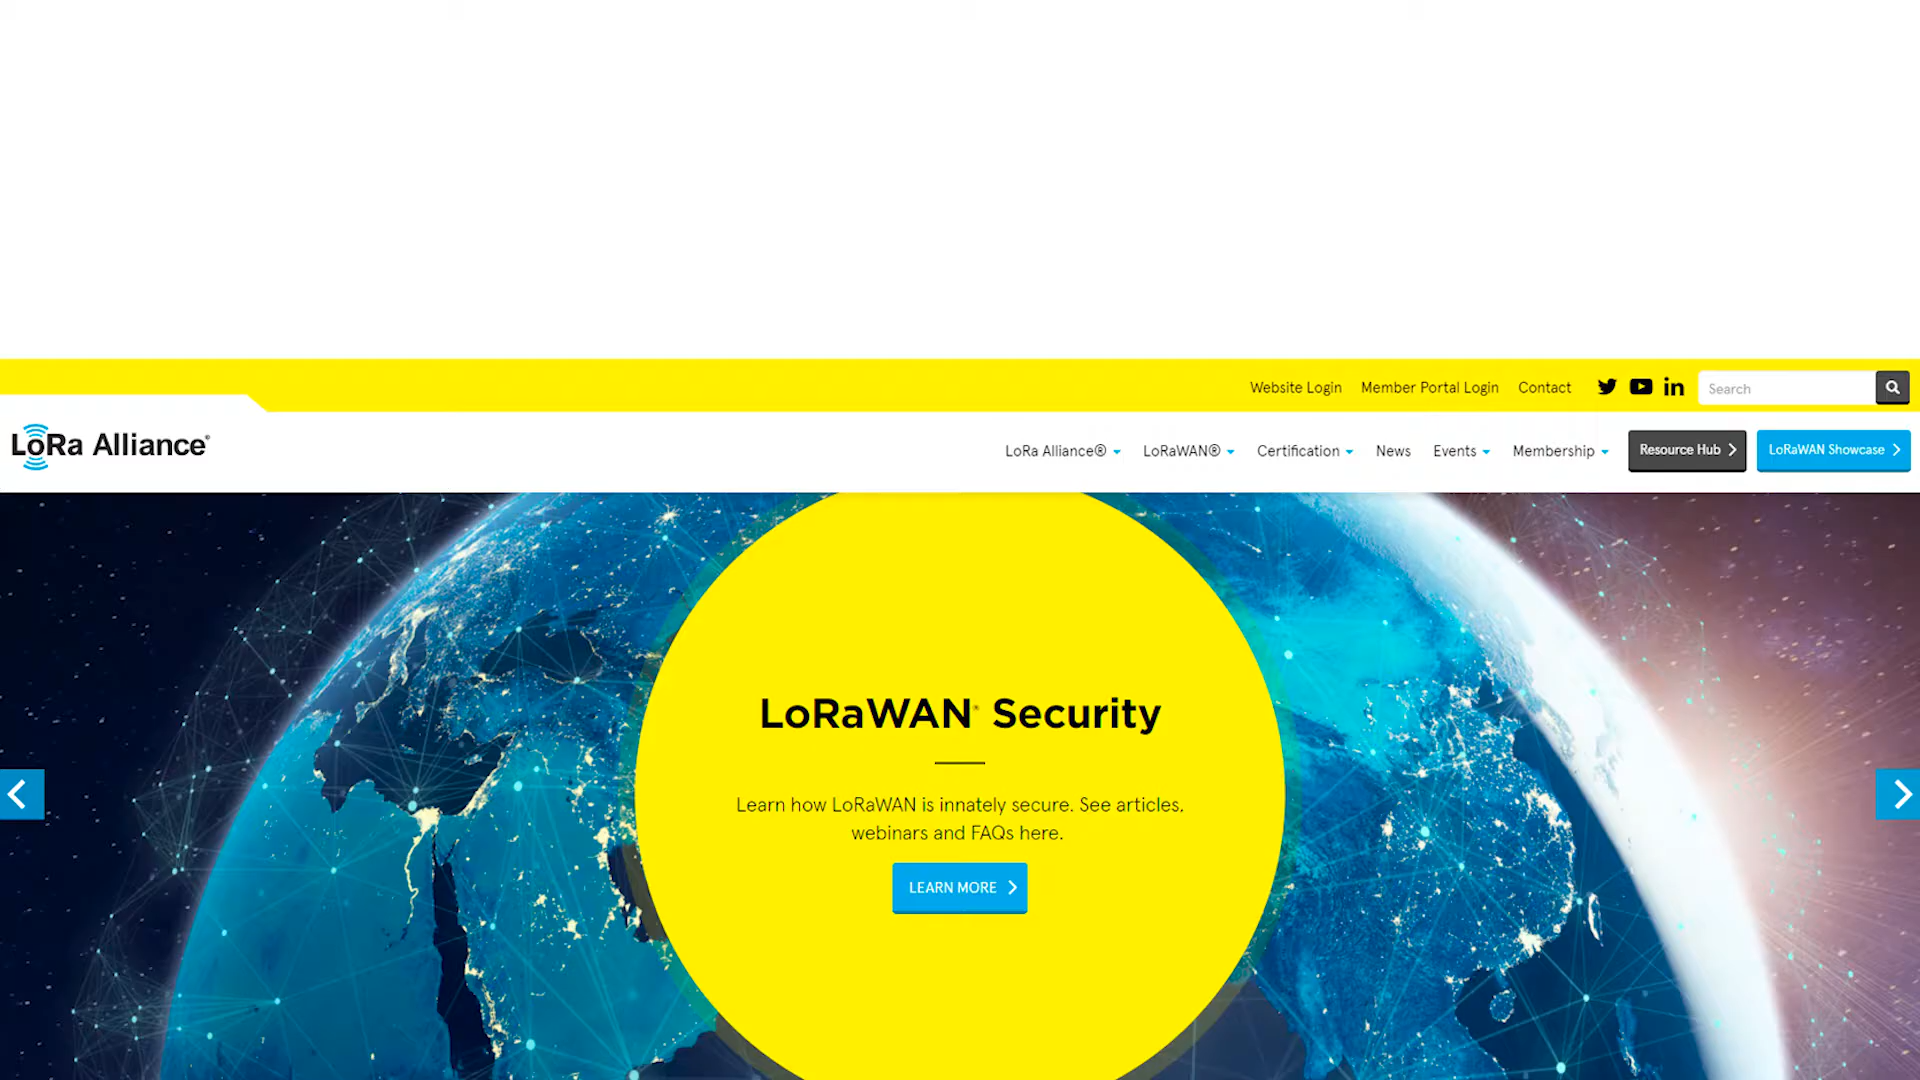 Website Login Member Portal Login Contact in Search
LoRa Alliance® LoRa Alliance® LoRaWAN® Certification News Events Membership Resource Hub LoRaWAN Showcase
LoRaWAN® Security
Learn how LoRaWAN is innately secure. See articles,
webinars and FAQs here.
LEARN MORE